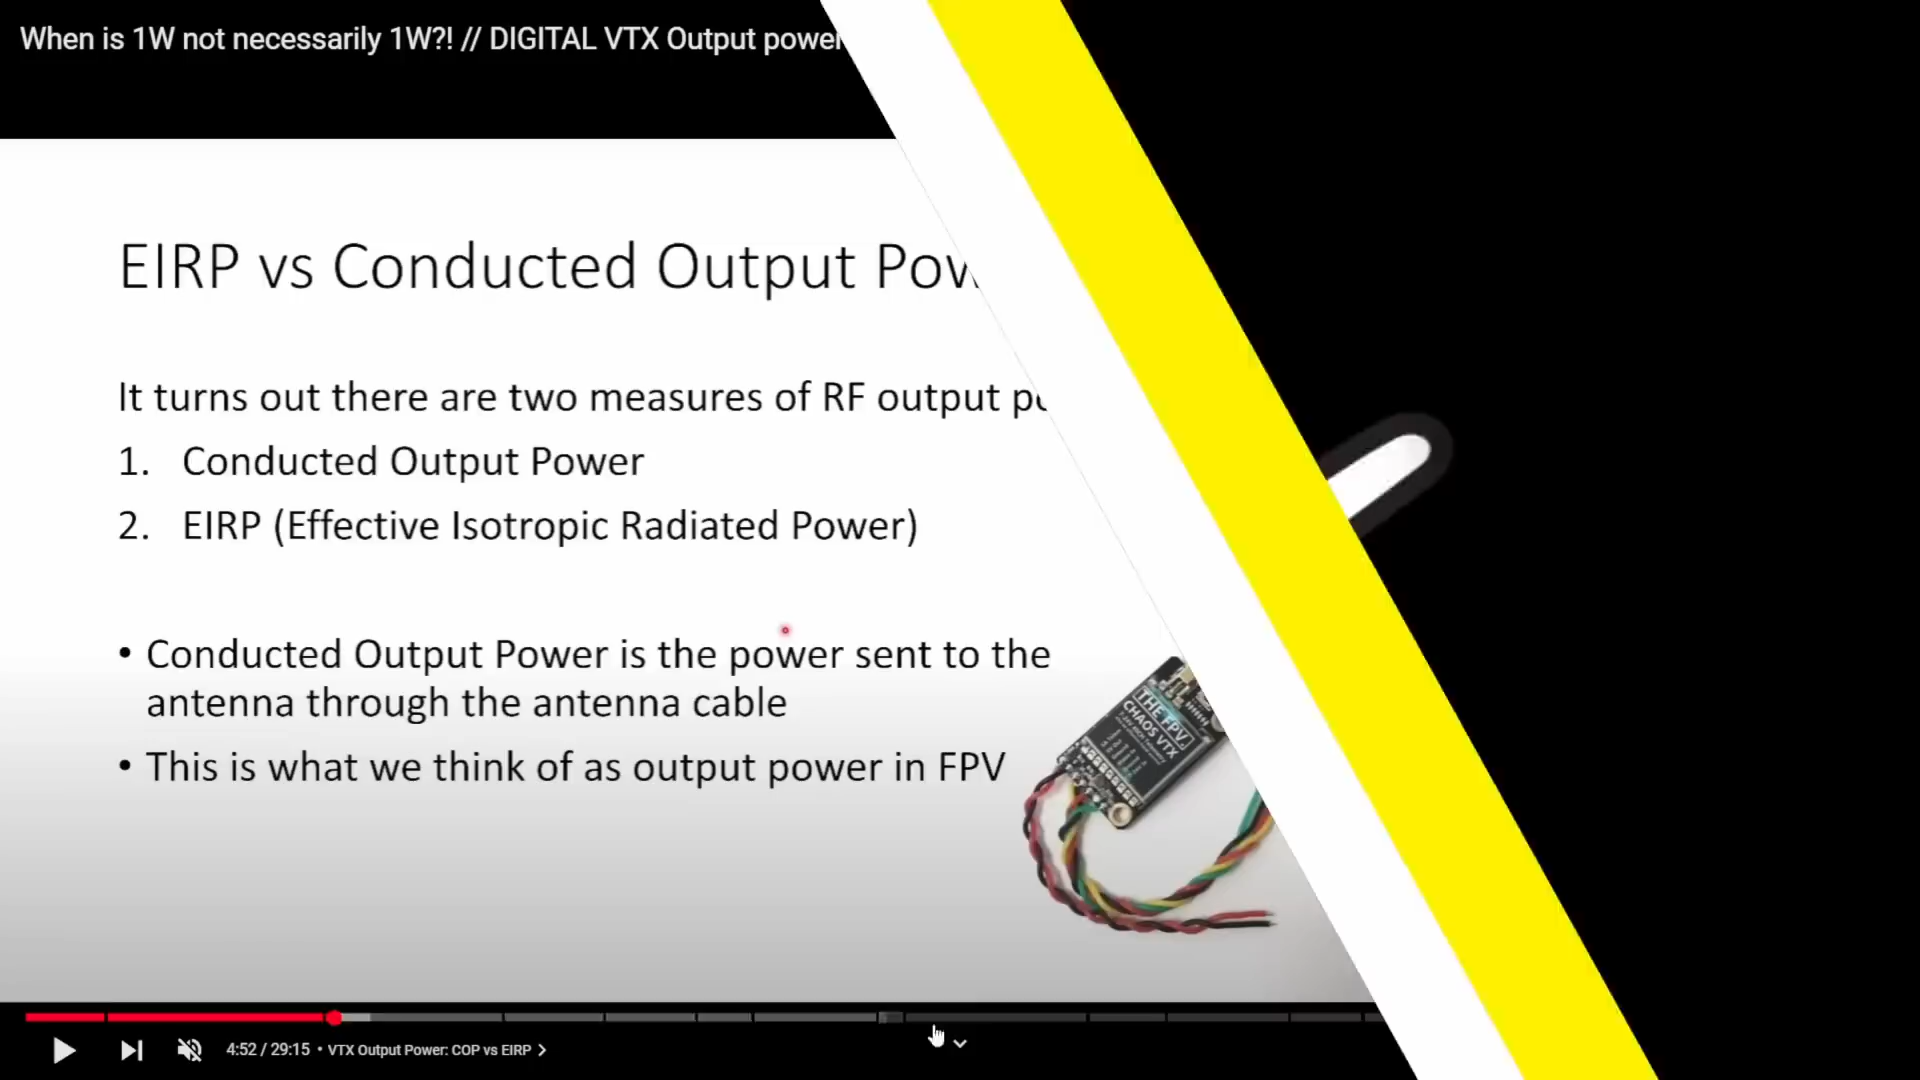 When is 1W not necessarily 1W?! // DIGITAL VTX Output power
EIRP vs Conducted Output Pow
It turns out there are two measures of RF output po
1. Conducted Output Power
2. EIRP (Effective Isotropic Radiated Power)
• Conducted Output Power is the power sent to the
antenna through the antenna cable
• This is what we think of as output power in FPV
THE FPV.
CHAOS VTX
4:52 / 29:15 • VTX Output Power: COP vs EIRP >